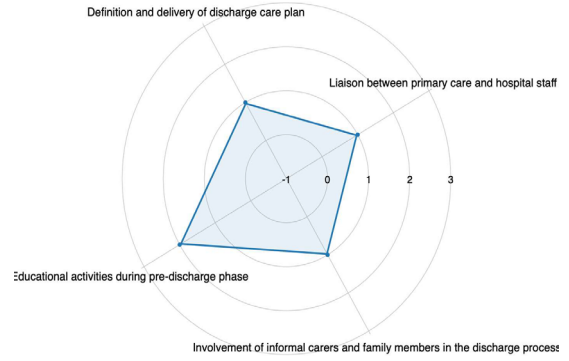 Definition and delivery of discharge care plan
Liaison between primary care and hospital staff
-1 0 1 2 3
Educational activities during pre-discharge phase
Involvement of informal carers and family members in the discharge process